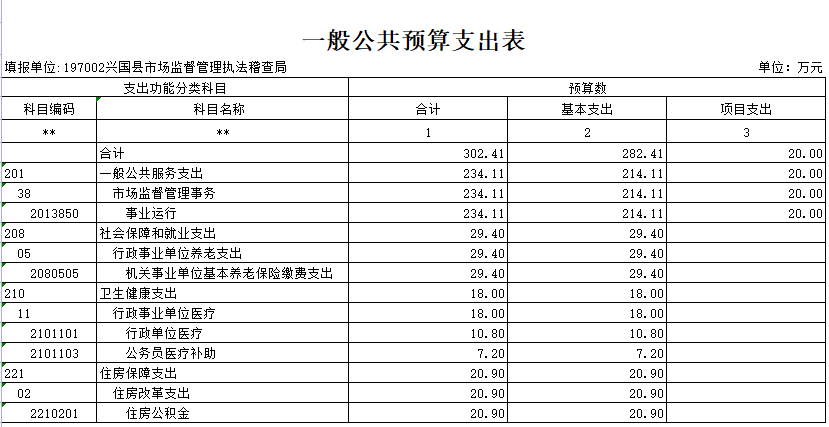 一般公共预算支出表
填报单位:197002兴国县市场监督管理执法稽查局 单位：万元
支出功能分类科目 预算数
科目编码 科目名称 合计 基本支出 项目支出
** ** 1 2 3
合计 302.41 282.41 20.00
201 一般公共服务支出 234.11 214.11 20.00
38 市场监督管理事务 234.11 214.11 20.00
2013850 事业运行 234.11 214.11 20.00
208 社会保障和就业支出 29.40 29.40
05 行政事业单位养老支出 29.40 29.40
2080505 机关事业单位基本养老保险缴费支出 29.40 29.40
210 卫生健康支出 18.00 18.00
11 行政事业单位医疗 18.00 18.00
2101101 行政单位医疗 10.80 10.80
2101103 公务员医疗补助 7.20 7.20
221 住房保障支出 20.90 20.90
02 住房改革支出 20.90 20.90
2210201 住房公积金 20.90 20.90